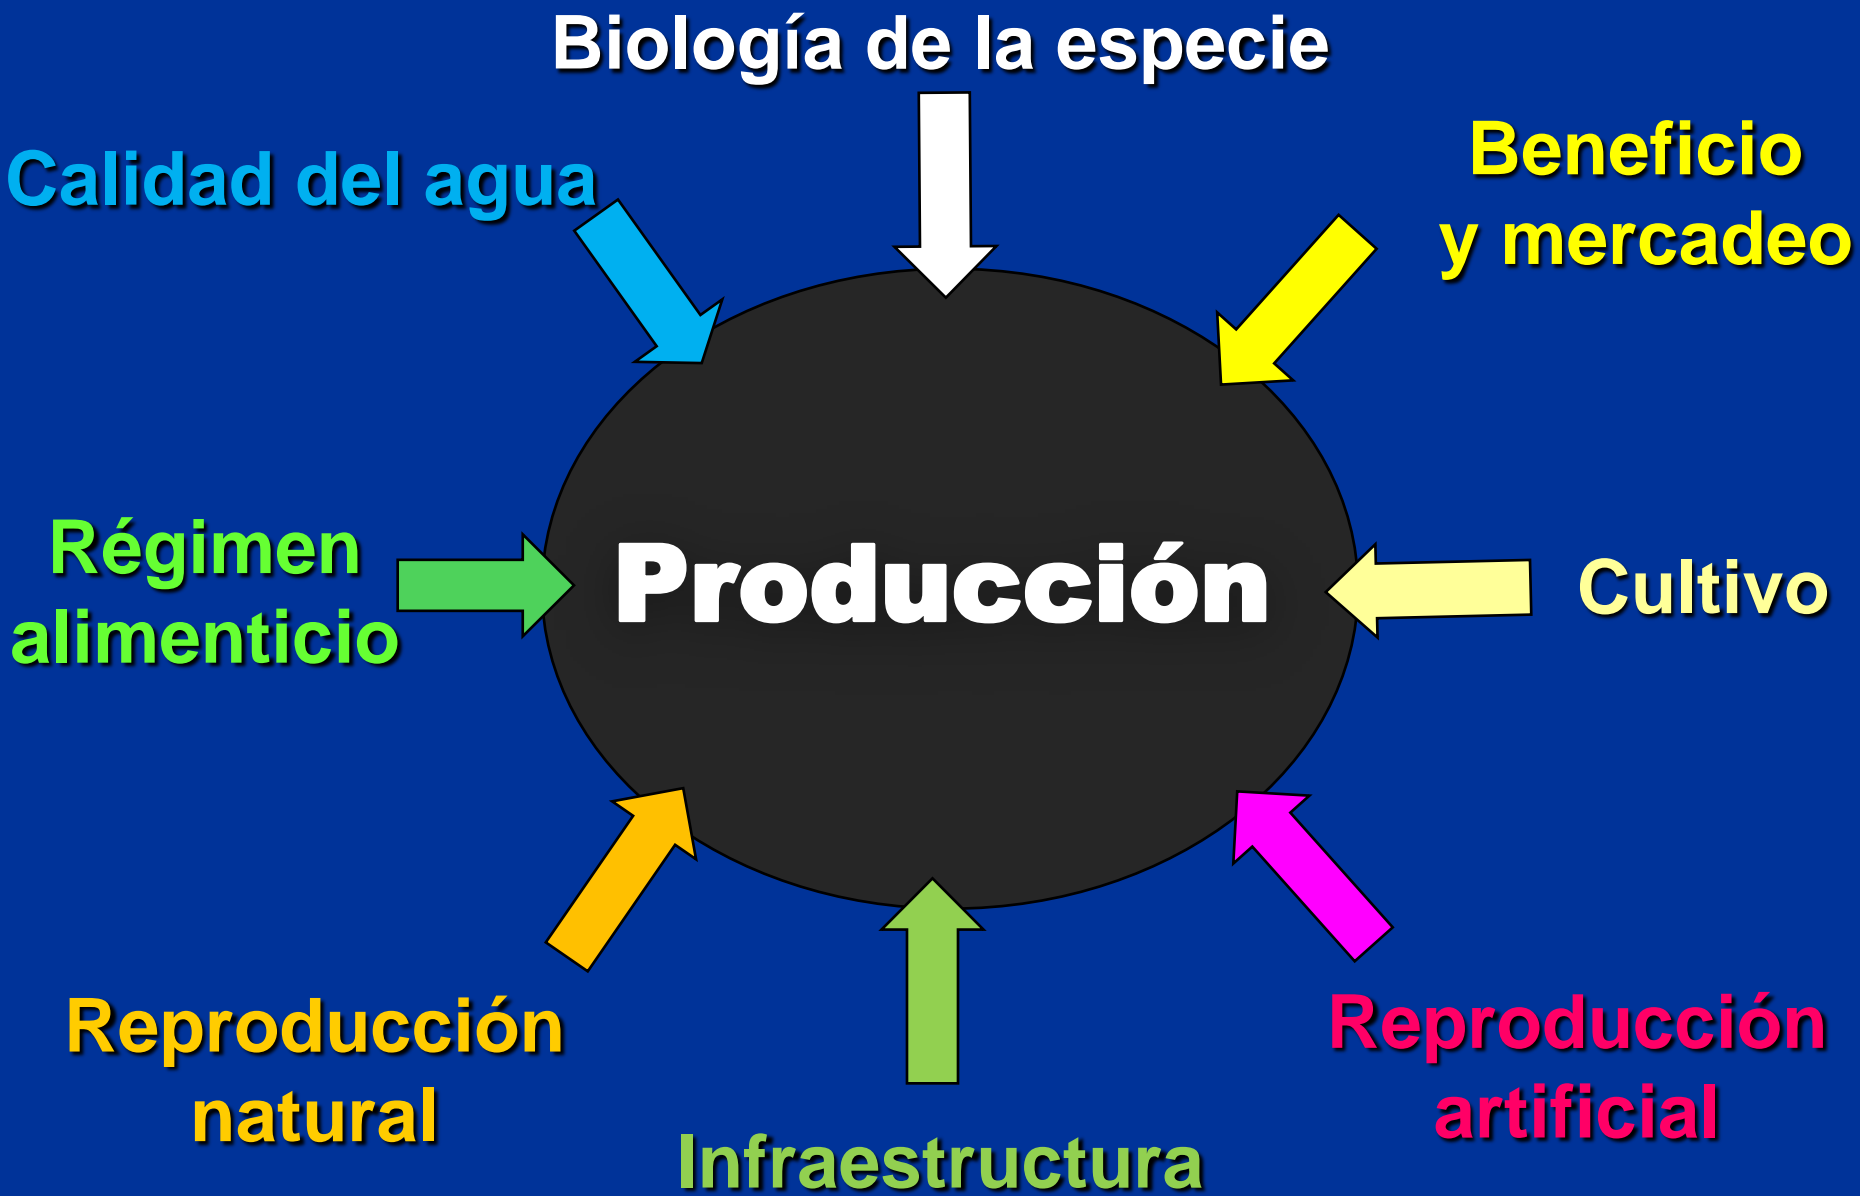 Biología de la especie
Calidad del agua
Beneficio
y mercadeo
Régimen
alimenticio
Producción
Cultivo
Reproducción
natural
Infraestructura
Reproducción
artificial